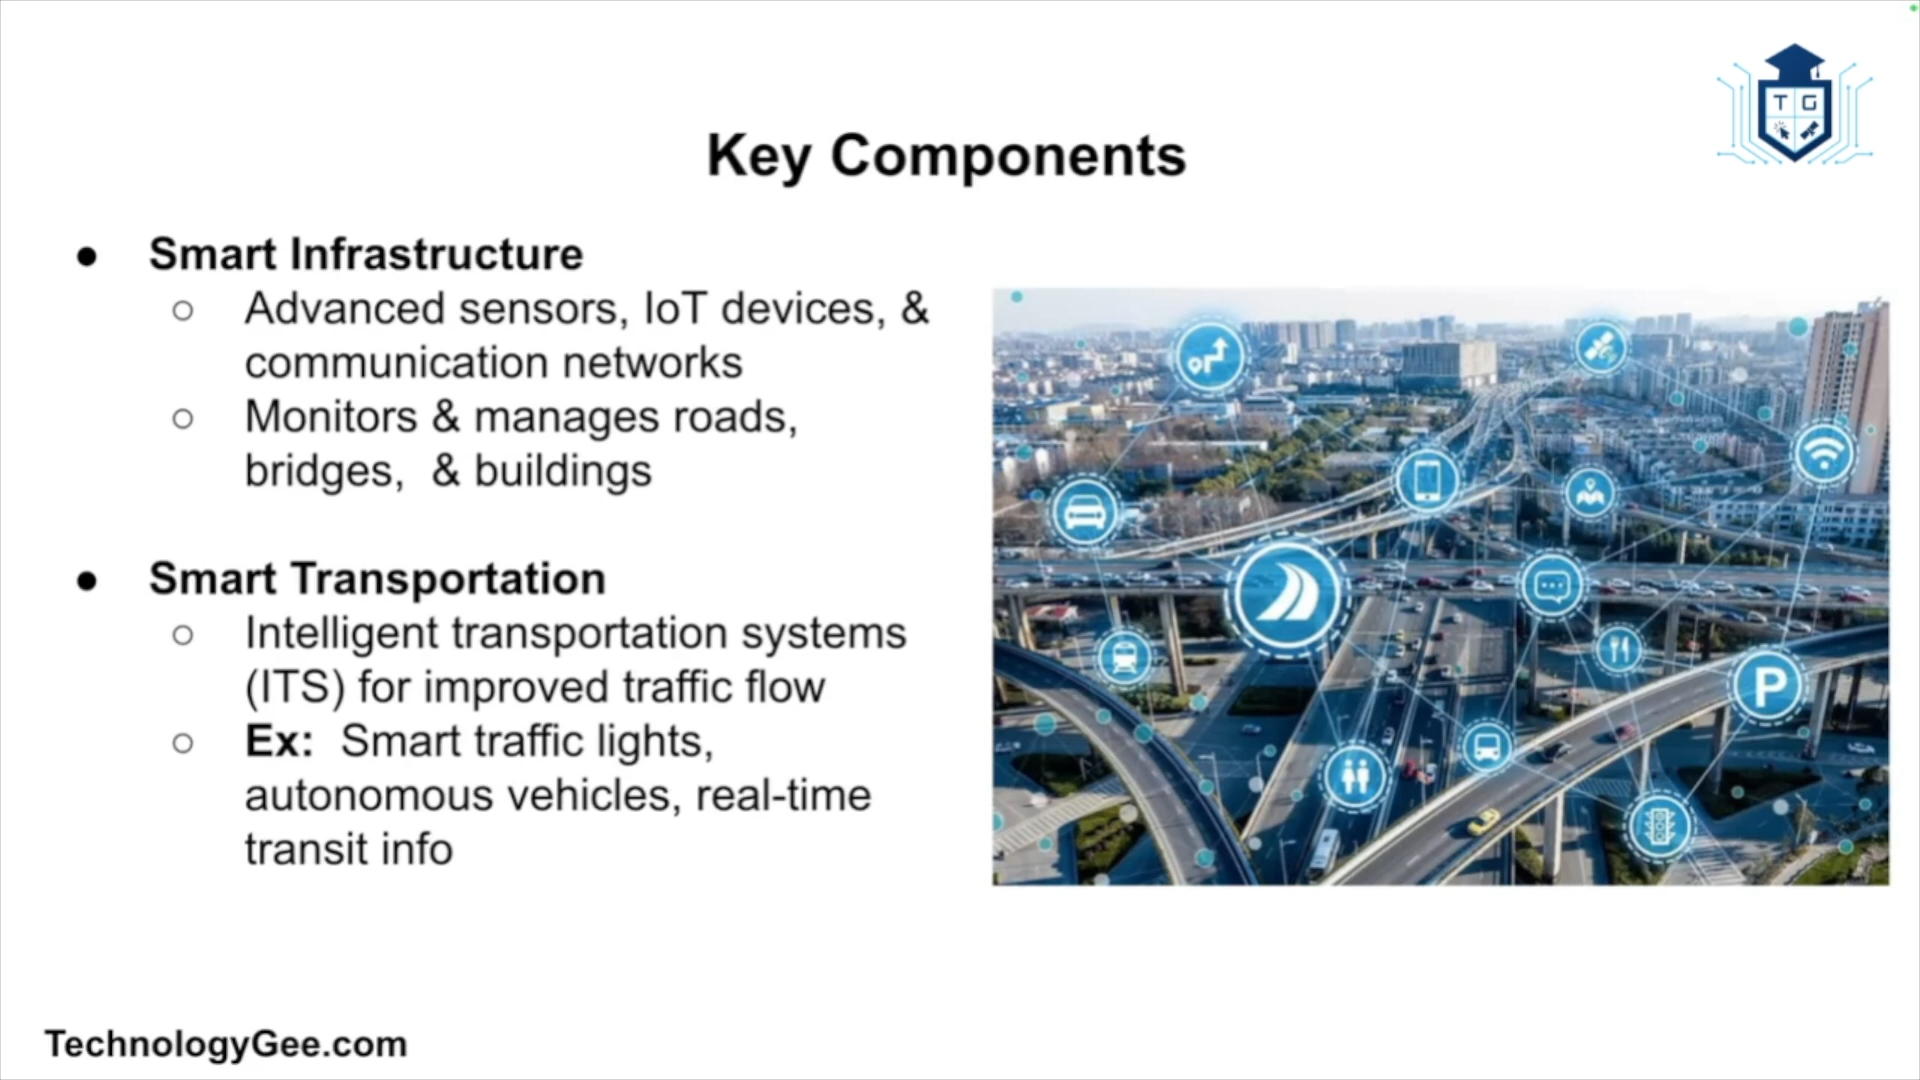 T G
Key Components
● Smart Infrastructure
○ Advanced sensors, IoT devices, &
communication networks
○ Monitors & manages roads,
bridges,  & buildings
● Smart Transportation
○ Intelligent transportation systems
(ITS) for improved traffic flow
○ Ex:  Smart traffic lights,
autonomous vehicles, real-time
transit info
P
TechnologyGee.com